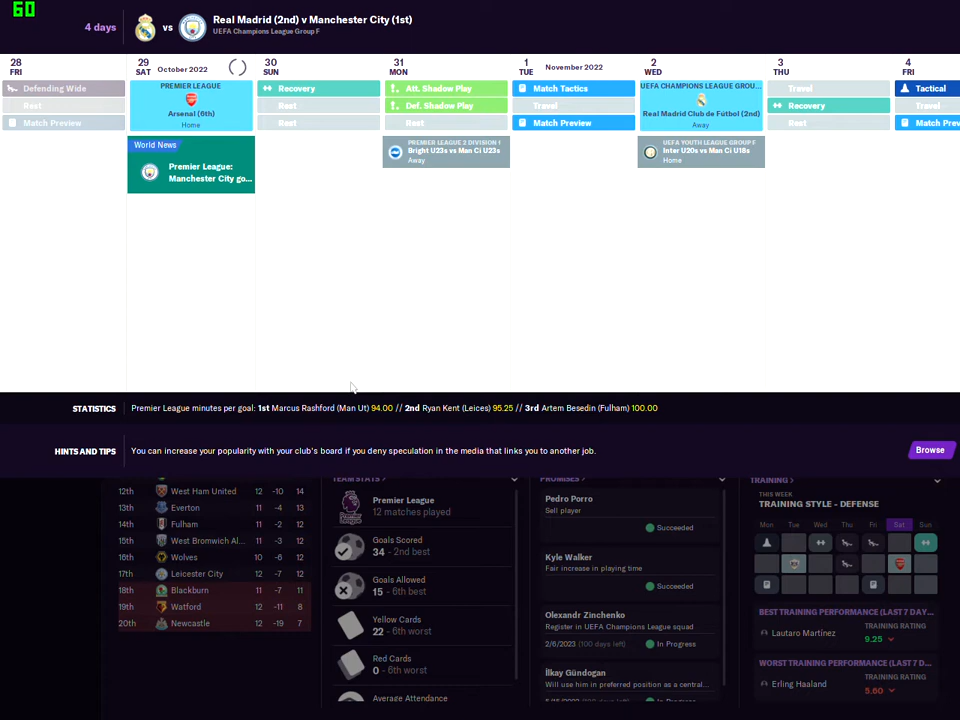 60
4 days
vs
Real Madrid (2nd) v Manchester City (1st)
UEFA Champions League Group F
28
FRI
29
SAT
October 2022
30
SUN
31
MON
1
TUE
November 2022
2
WED
3
THU
4
FRI
Defending Wide
Rest
Match Preview
PREMIER LEAGUE
Arsenal (6th)
Home
Recovery
Rest
Rest
Att. Shadow Play
Def. Shadow Play
Rest
Match Tactics
Travel
Match Preview
UEFA CHAMPIONS LEAGUE GROU...
Real Madrid Club de Fútbol (2nd)
Away
Travel
Recovery
Rest
Tactical
Travel
Match Prev
World News
Premier League:
Manchester City go...
PREMIER LEAGUE 2 DIVISION 1
Bright U23s vs Man Ci U23s
Away
UEFA YOUTH LEAGUE GROUP F
Inter U20s vs Man Ci U18s
Home
STATISTICS
Premier League minutes per goal: 1st Marcus Rashford (Man Ut) 94.00 // 2nd Ryan Kent (Leices) 95.25 // 3rd Artem Besedin (Fulham) 100.00
HINTS AND TIPS
You can increase your popularity with your club's board if you deny speculation in the media that links you to another job.
Browse
12th West Ham United 12 -10 14
13th Everton 11 -4 13
14th Fulham 11 -2 12
15th West Bromwich Al... 11 -3 12
16th Wolves 10 -6 12
17th Leicester City 12 -7 12
18th Blackburn 11 -7 11
19th Watford 12 -11 8
20th Newcastle 12 -19 7
TEAM STATS
Premier League
12 matches played
Goals Scored
34 - 2nd best
Goals Allowed
15 - 6th best
Yellow Cards
22 - 6th worst
Red Cards
0 - 6th worst
Average Attendance
PROMISES
Pedro Porro
Sell player
Succeeded
Kyle Walker
Fair increase in playing time
Succeeded
Olexandr Zinchenko
Register in UEFA Champions League squad
2/6/2023 (100 days left)
In Progress
İlkay Gündogan
Will use him in preferred position as a central...
In Progress
TRAINING
THIS WEEK
TRAINING STYLE - DEFENSE
Mon Tue Wed Thu Fri Sat Sun
BEST TRAINING PERFORMANCE (LAST 7 DAY...
Lautaro Martínez
TRAINING RATING
9.25
WORST TRAINING PERFORMANCE (LAST 7 D...
Erling Haaland
TRAINING RATING
5.60